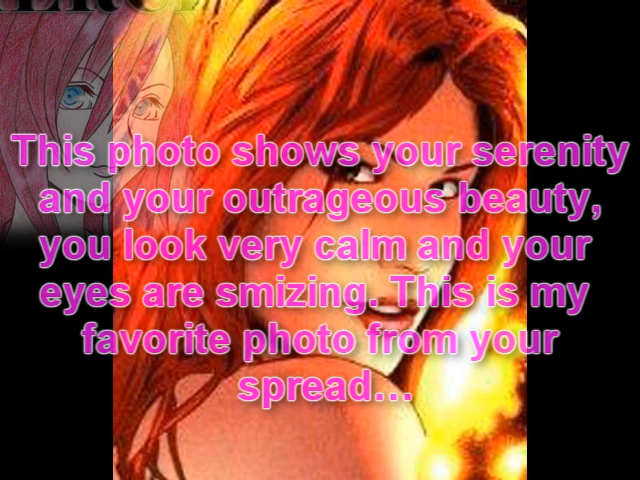 This photo shows your serenity
and your outrageous beauty,
you look very calm and your
eyes are smizing. This is my
favorite photo from your
spread...